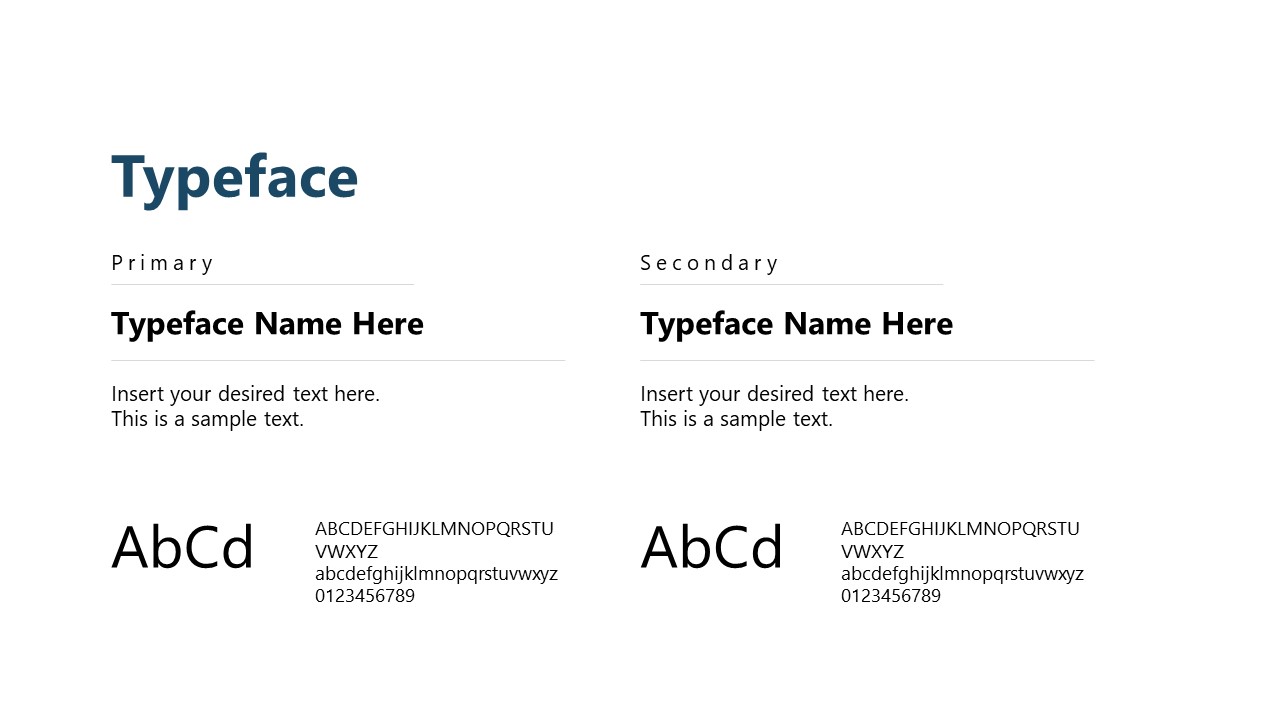 Typeface
Primary
Typeface Name Here
Insert your desired text here.
This is a sample text.
AbCd
ABCDEFGHIJKLMNOPQRSTU
VWXYZ
abcdefghijklmnopqrstuvwxyz
0123456789
Secondary
Typeface Name Here
Insert your desired text here.
This is a sample text.
AbCd
ABCDEFGHIJKLMNOPQRSTU
VWXYZ
abcdefghijklmnopqrstuvwxyz
0123456789